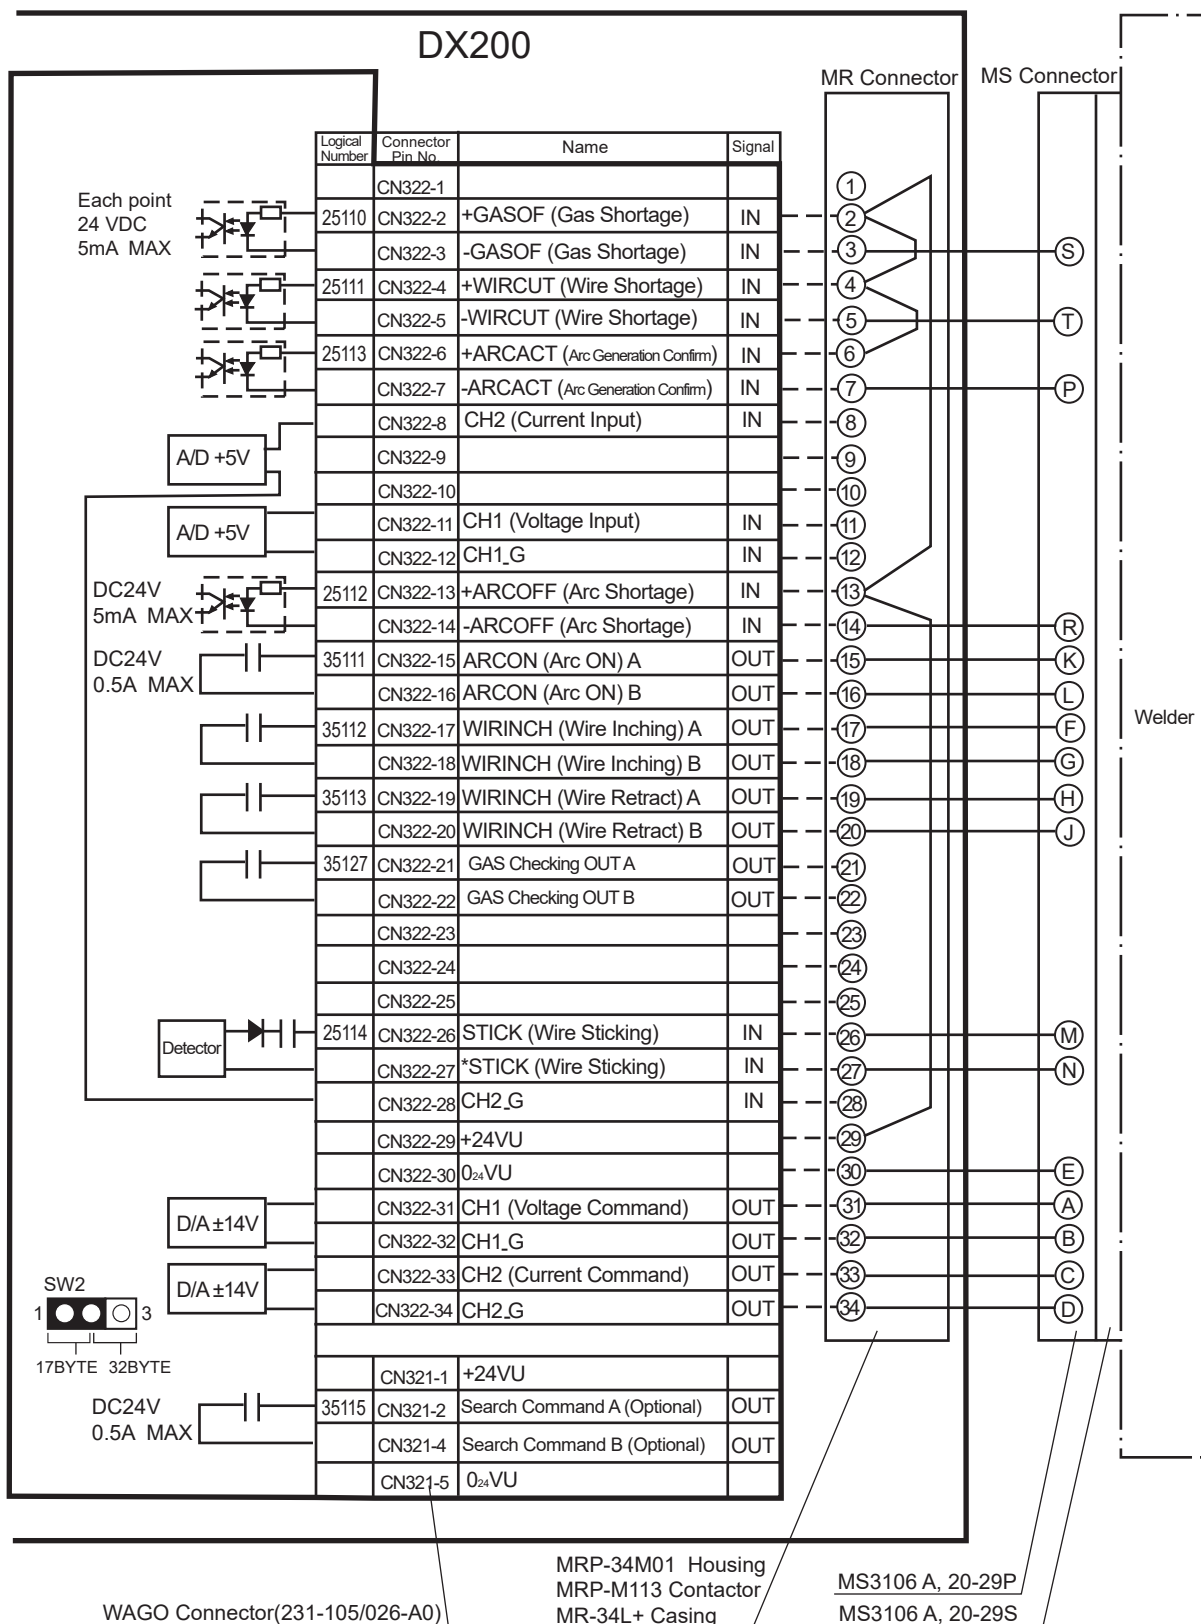 DX200
MR Connector
MS Connector
Logical Number
Connector Pin No.
Name
Signal
CN322-1
1
Each point
24 VDC
5mA MAX
25110 CN322-2 +GASOF (Gas Shortage) IN 2
CN322-3 -GASOF (Gas Shortage) IN 3 S
25111 CN322-4 +WIRCUT (Wire Shortage) IN 4
CN322-5 -WIRCUT (Wire Shortage) IN 5 T
25113 CN322-6 +ARCACT (Arc Generation Confirm) IN 6
CN322-7 -ARCACT (Arc Generation Confirm) IN 7 P
CN322-8 CH2 (Current Input) IN 8
A/D +5V
CN322-9 9
CN322-10 10
A/D +5V
CN322-11 CH1 (Voltage Input) IN 11
CN322-12 CH1_G IN 12
DC24V
5mA MAX
25112 CN322-13 +ARCOFF (Arc Shortage) IN 13
CN322-14 -ARCOFF (Arc Shortage) IN 14 R
DC24V
0.5A MAX
35111 CN322-15 ARCON (Arc ON) A OUT 15 K
CN322-16 ARCON (Arc ON) B OUT 16 L
35112 CN322-17 WIRINCH (Wire Inching) A OUT 17 F
Welder
CN322-18 WIRINCH (Wire Inching) B OUT 18 G
35113 CN322-19 WIRINCH (Wire Retract) A OUT 19 H
CN322-20 WIRINCH (Wire Retract) B OUT 20 J
35127 CN322-21 GAS Checking OUT A OUT 21
CN322-22 GAS Checking OUT B OUT 22
CN322-23 23
CN322-24 24
CN322-25 25
Detector
25114 CN322-26 STICK (Wire Sticking) IN 26 M
CN322-27 *STICK (Wire Sticking) IN 27 N
CN322-28 CH2_G IN 28
CN322-29 +24VU 29
CN322-30 024VU 30 E
D/A ±14V
CN322-31 CH1 (Voltage Command) OUT 31 A
CN322-32 CH1_G OUT 32 B
D/A ±14V
CN322-33 CH2 (Current Command) OUT 33 C
CN322-34 CH2_G OUT 34 D
SW2
1 3
17BYTE 32BYTE
CN321-1 +24VU
DC24V
0.5A MAX
35115 CN321-2 Search Command A (Optional) OUT
CN321-4 Search Command B (Optional) OUT
CN321-5 024VU
MRP-34M01 Housing
MRP-M113 Contactor
MR-34L+ Casing
MS3106 A, 20-29P
MS3106 A, 20-29S
WAGO Connector(231-105/026-A0)